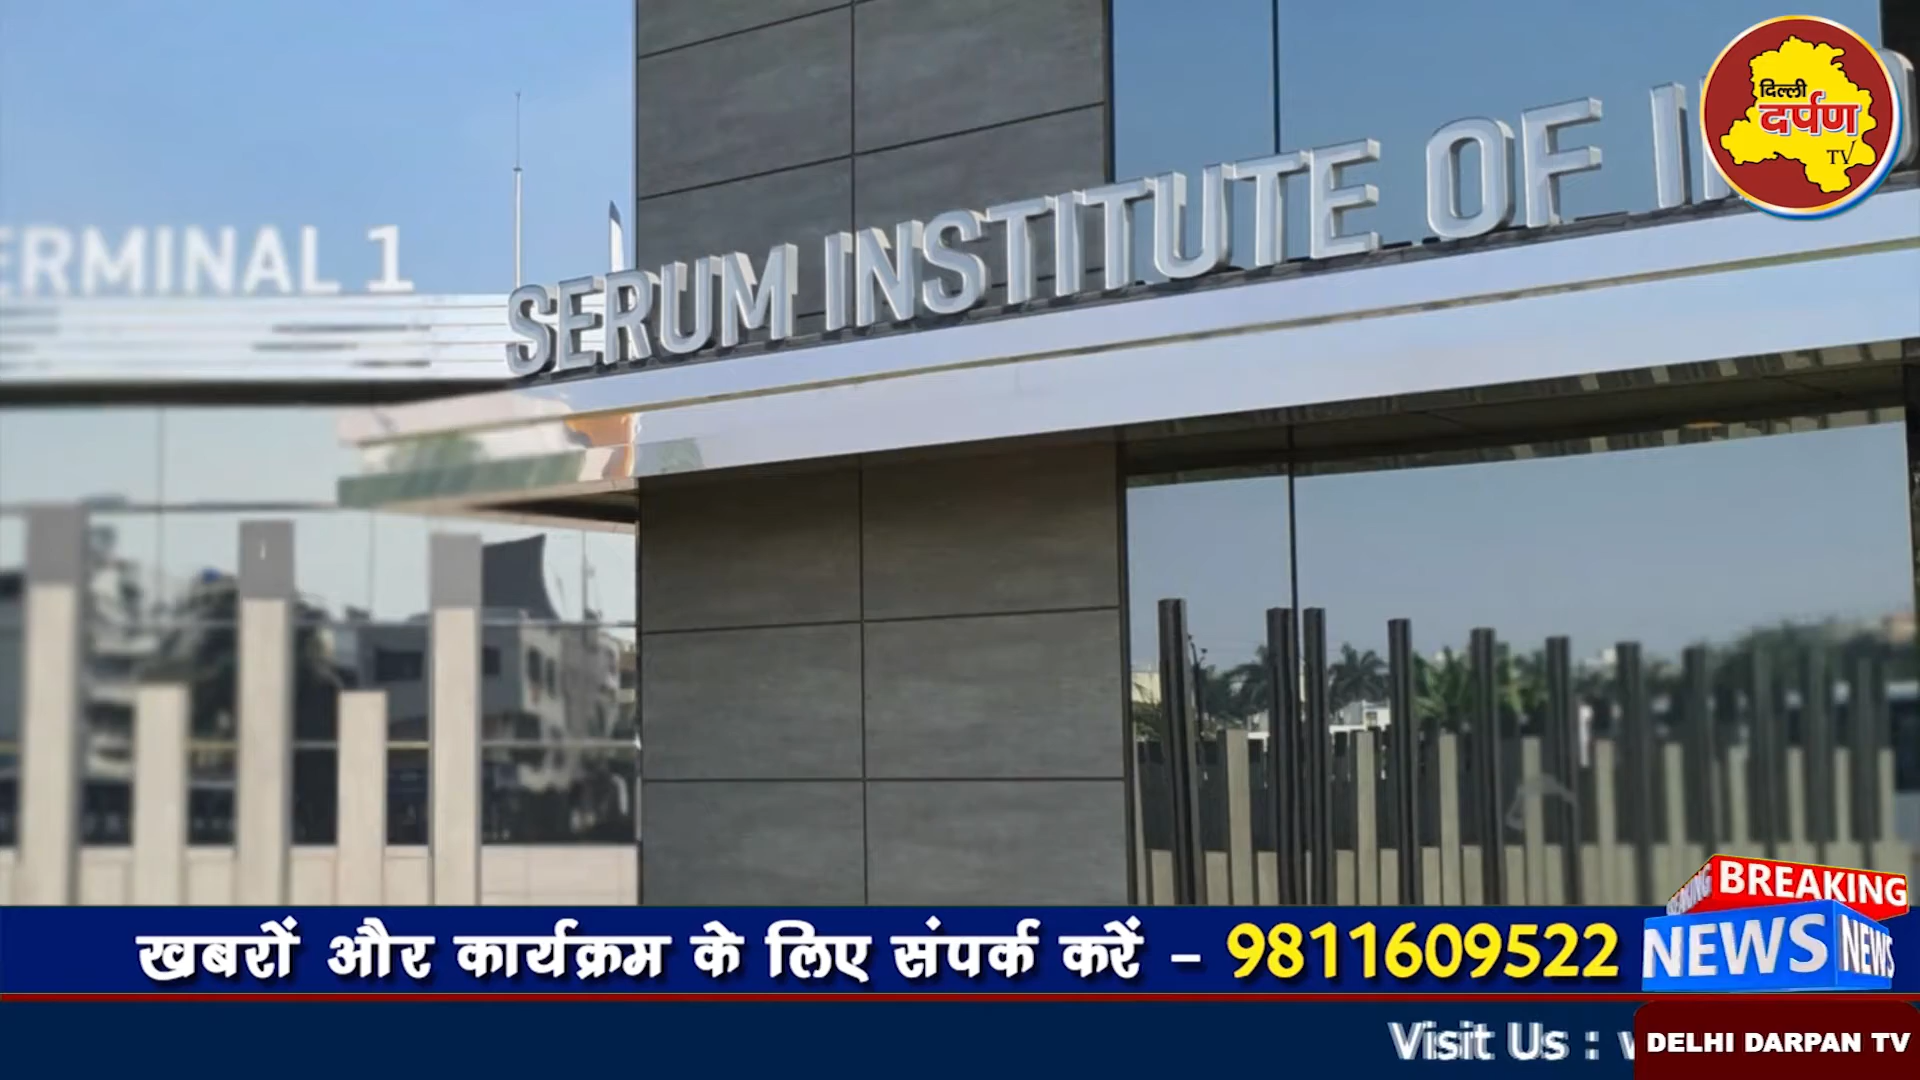 दिल्ली
दर्पण
TV
ERMINAL 1
SERUM INSTITUTE OF I
BREAKING
NEWS NEWS
खबरों और कार्यक्रम के लिए संपर्क करें - 9811609522
Visit Us :
DELHI DARPAN TV